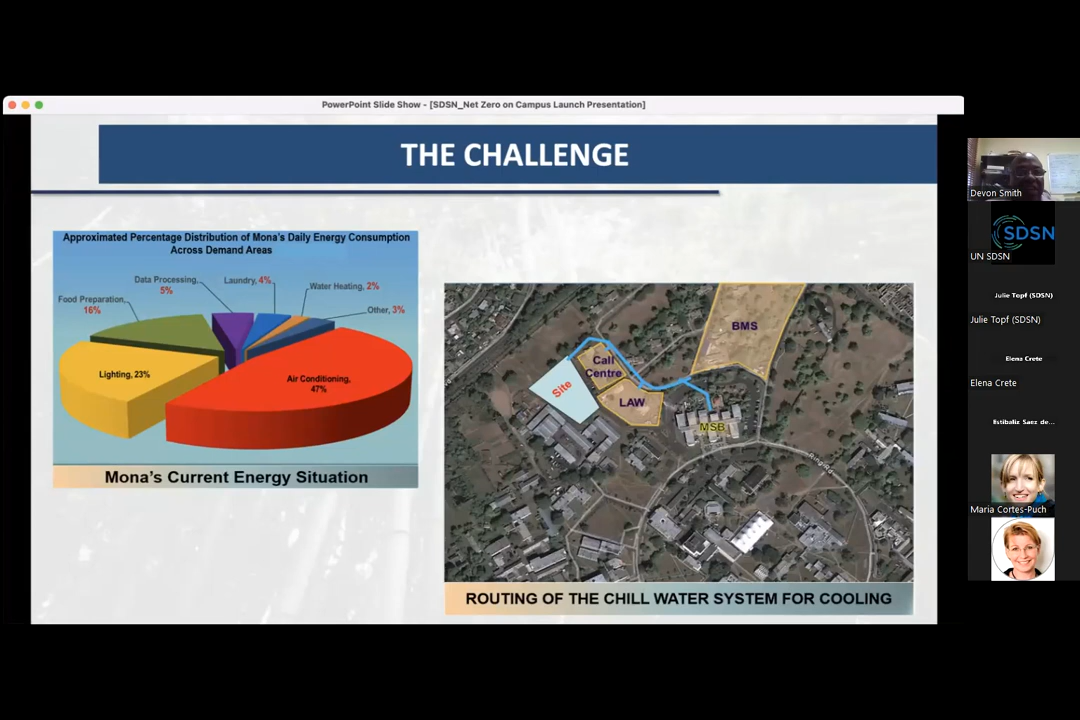 PowerPoint Slide Show - [SDSN_Net Zero on Campus Launch Presentation]
THE CHALLENGE
Approximated Percentage Distribution of Mona's Daily Energy Consumption
Across Demand Areas
Data Processing,
5%
Laundry, 4%
Water Heating, 2%
Food Preparation,
16%
Other, 3%
Lighting, 23%
Air Conditioning,
47%
Mona's Current Energy Situation
BMS
Call
Centre
Site
LAW
MSB
Ring Rd
ROUTING OF THE CHILL WATER SYSTEM FOR COOLING
Devon Smith
SDSN
UN SDSN
Julie Topf (SDSN)
Julie Topf (SDSN)
Elena Crete
Elena Crete
Estibaliz Saez de...
Maria Cortes-Puch